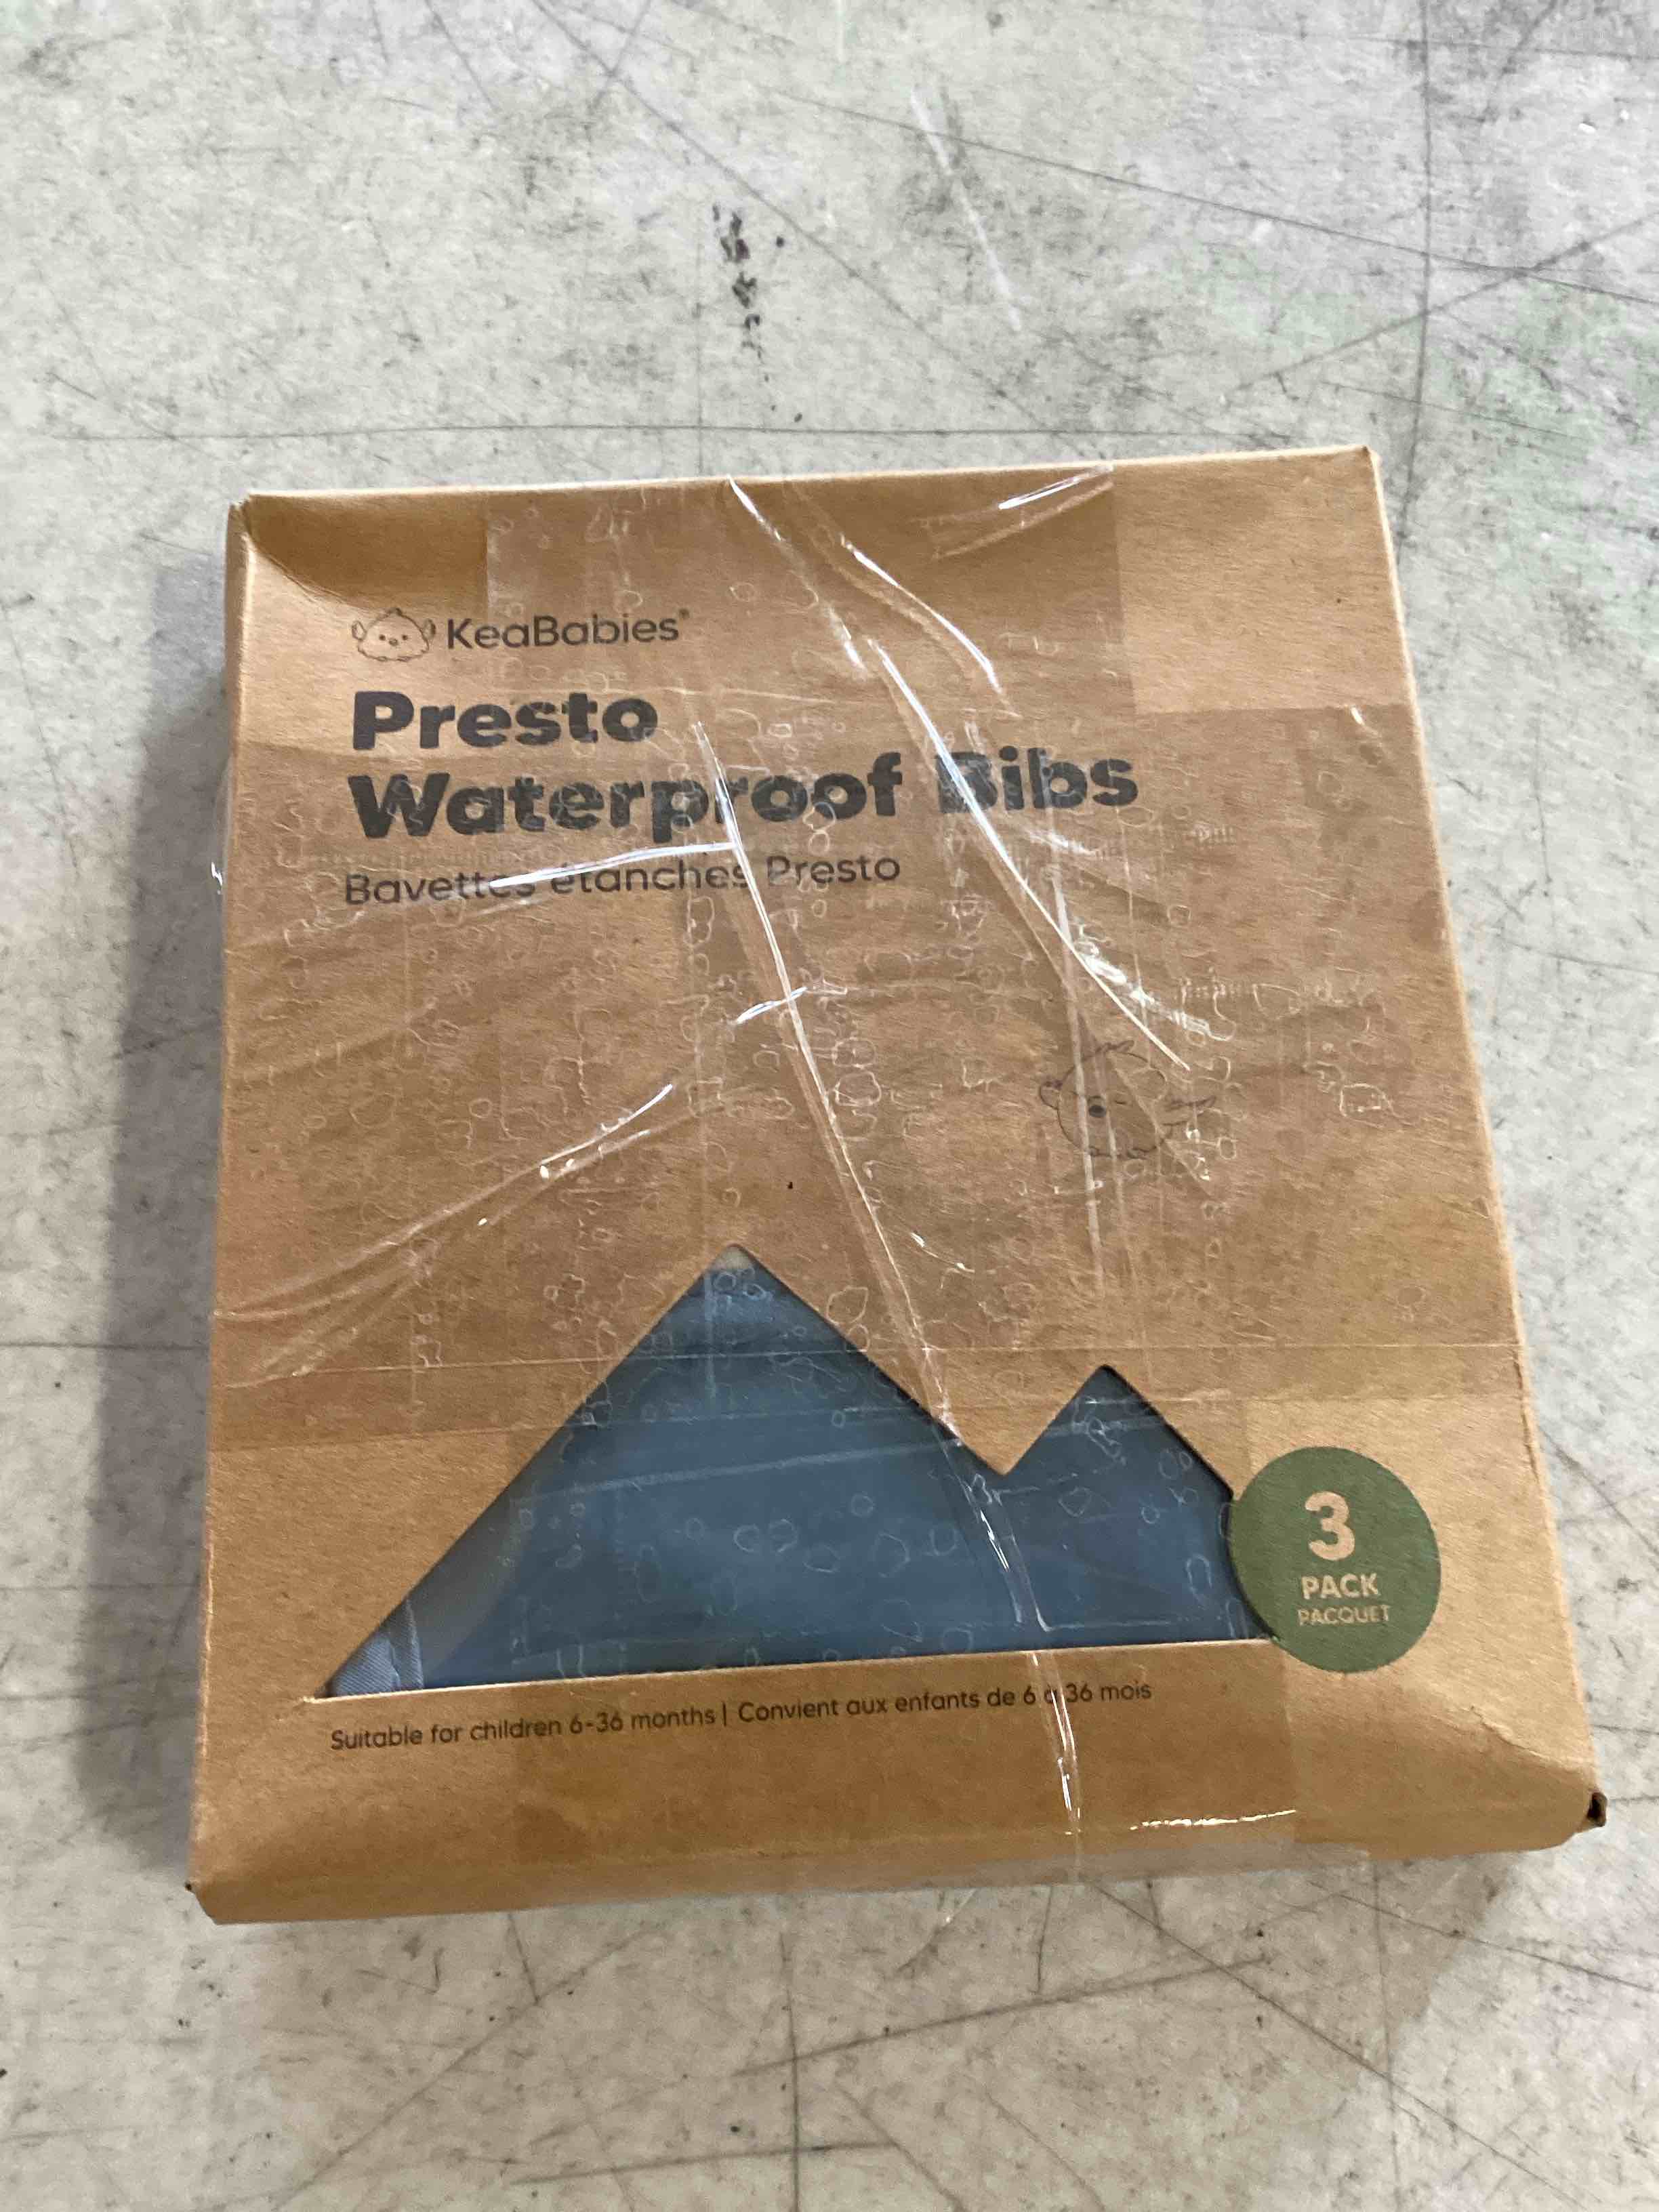 KeaBabies®
Presto
Waterproof Bibs
Bavettes étanches Presto
3
PACK
PACQUET
Suitable for children 6-36 months | Convient aux enfants de 6 à 36 mois